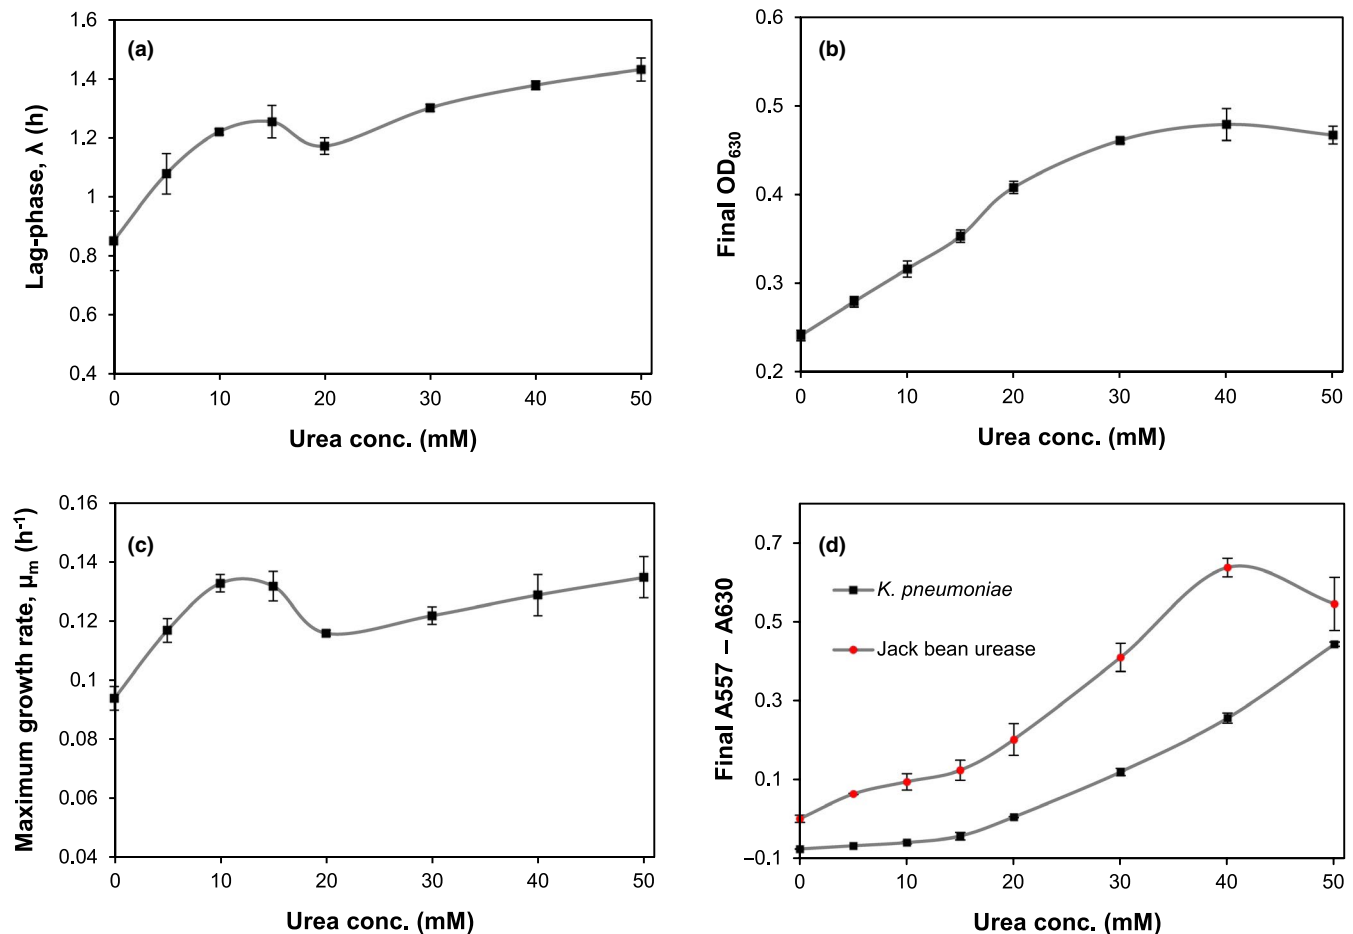 (a)
Lag-phase, λ (h)
1.6
1.4
1.2
1
0.8
0.6
0.4
0 10 20 30 40 50
Urea conc. (mM)
(b)
Final OD630
0.6
0.5
0.4
0.3
0.2
0 10 20 30 40 50
Urea conc. (mM)
(c)
Maximum growth rate, μm (h-1)
0.16
0.14
0.12
0.1
0.08
0.06
0.04
0 10 20 30 40 50
Urea conc. (mM)
(d)
Final A557 – A630
0.7
0.5
0.3
0.1
–0.1
K. pneumoniae
Jack bean urease
0 10 20 30 40 50
Urea conc. (mM)